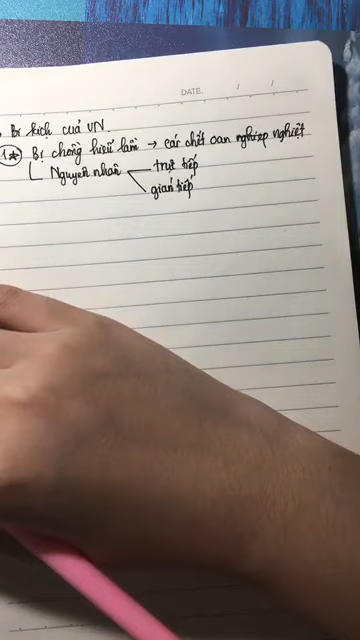 DATE. / /
Bi kịch của VN.
1* Bị chồng hiểu lầm → cái chết oan nghiệp nghiệt
Nguyên nhân trực tiếp
gián tiếp